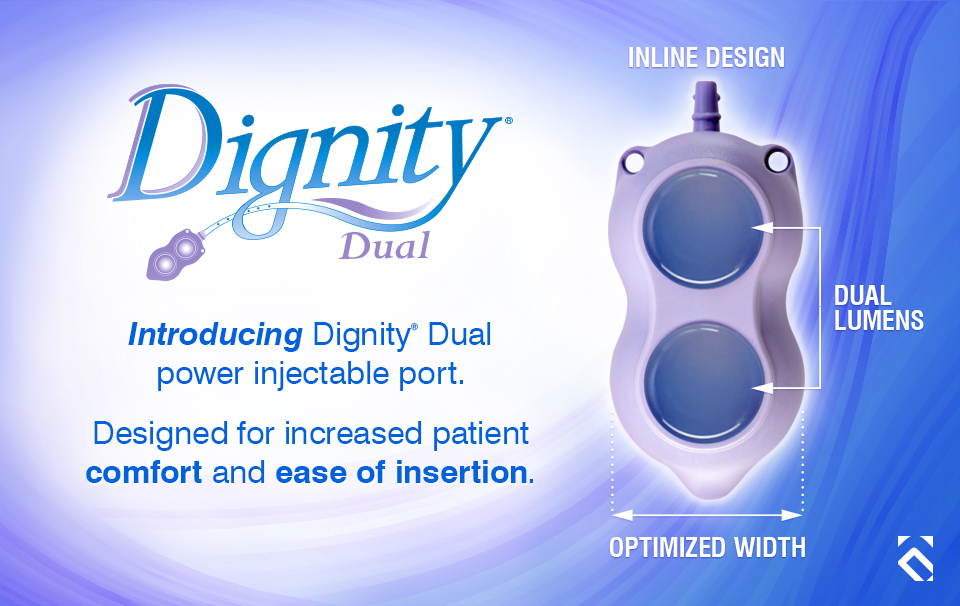 Dignity®
Dual
Introducing Dignity® Dual
power injectable port.
Designed for increased patient
comfort and ease of insertion.
INLINE DESIGN
DUAL
LUMENS
OPTIMIZED WIDTH